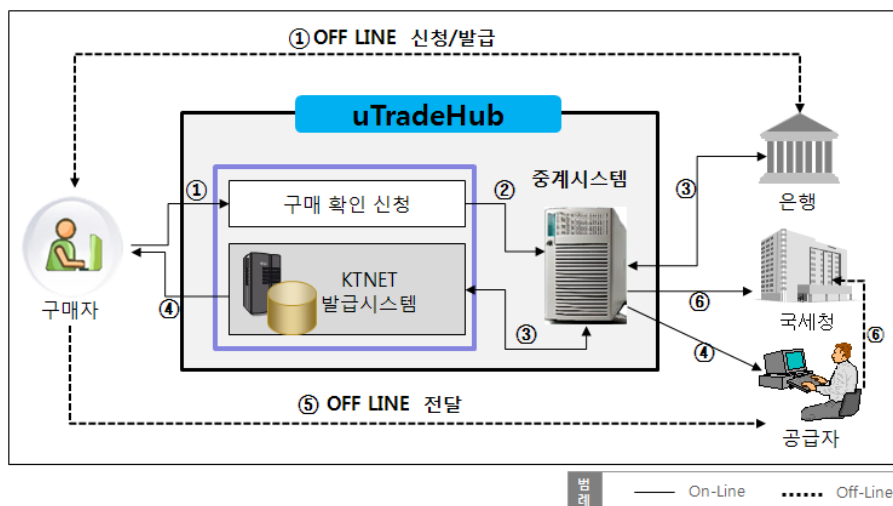 ① OFF LINE 신청/발급
uTradeHub
중계시스템
①
구매 확인 신청
②
③
은행
KTNET
발급시스템
구매자
④
③
⑥
국세청
④
⑥
⑤ OFF LINE 전달
공급자
범례
On-Line
Off-Line